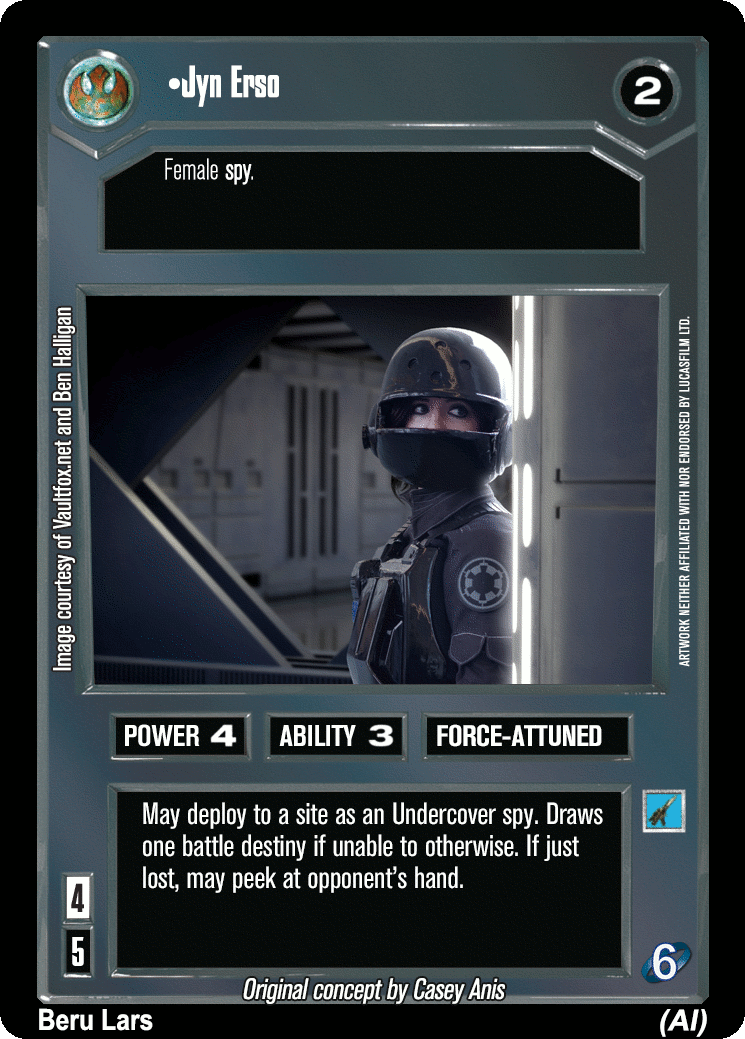 •Jyn Erso
2
Female spy.
Image courtesy of Vaultfox.net and Ben Halligan
ARTWORK NEITHER AFFILIATED WITH NOR ENDORSED BY LUCASFILM LTD.
POWER 4
ABILITY 3
FORCE-ATTUNED
May deploy to a site as an Undercover spy. Draws
one battle destiny if unable to otherwise. If just
lost, may peek at opponent's hand.
4
5
6
Original concept by Casey Anis
Beru Lars
(AI)